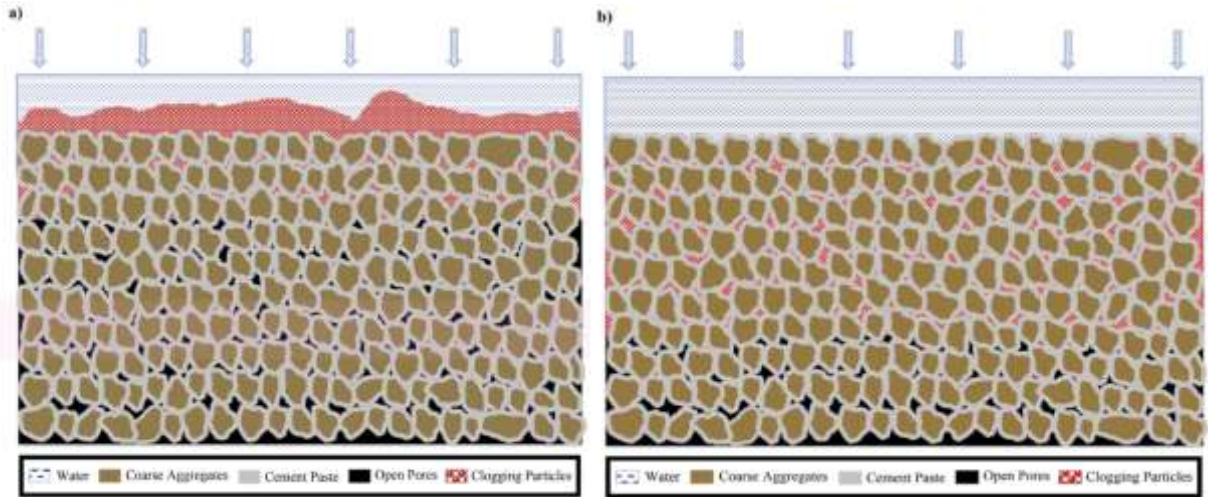 a)
b)
Water Coarse Aggregates Cement Paste Open Pores Clogging Particles
Water Coarse Aggregates Cement Paste Open Pores Clogging Particles